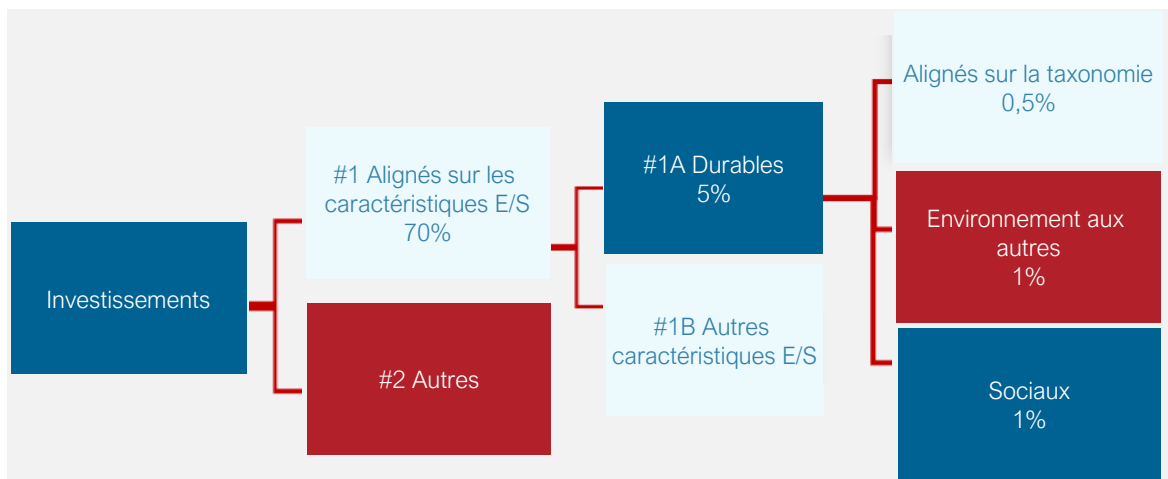 Investissements
#1 Alignés sur les
caractéristiques E/S
70%
#2 Autres
#1A Durables
5%
#1B Autres
caractéristiques E/S
Alignés sur la taxonomie
0,5%
Environnement aux
autres
1%
Sociaux
1%